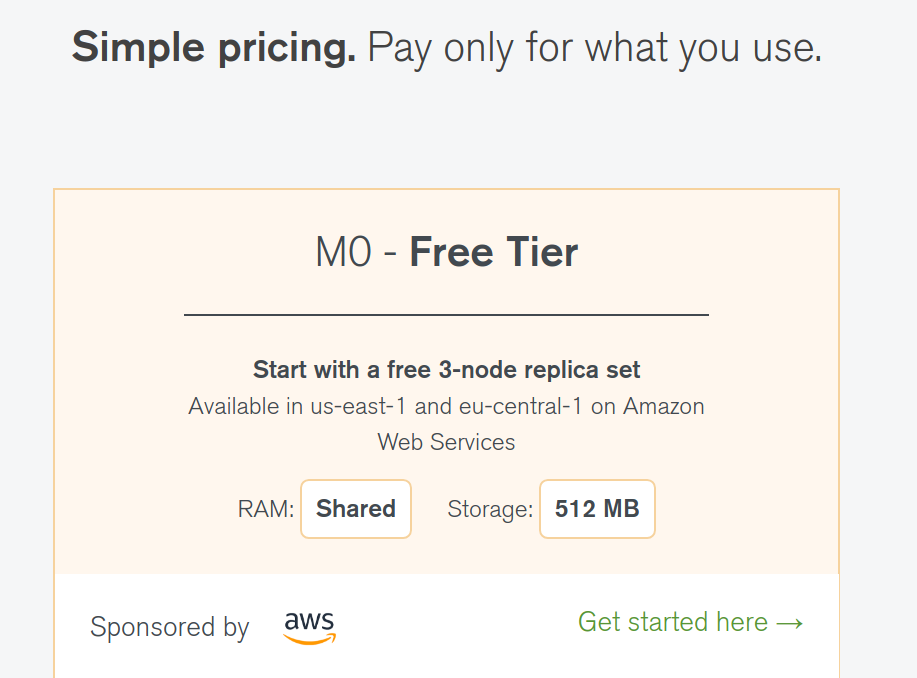 Simple pricing. Pay only for what you use.
M0 - Free Tier
Start with a free 3-node replica set
Available in us-east-1 and eu-central-1 on Amazon
Web Services
RAM: Shared Storage: 512 MB
Sponsored by aws Get started here →